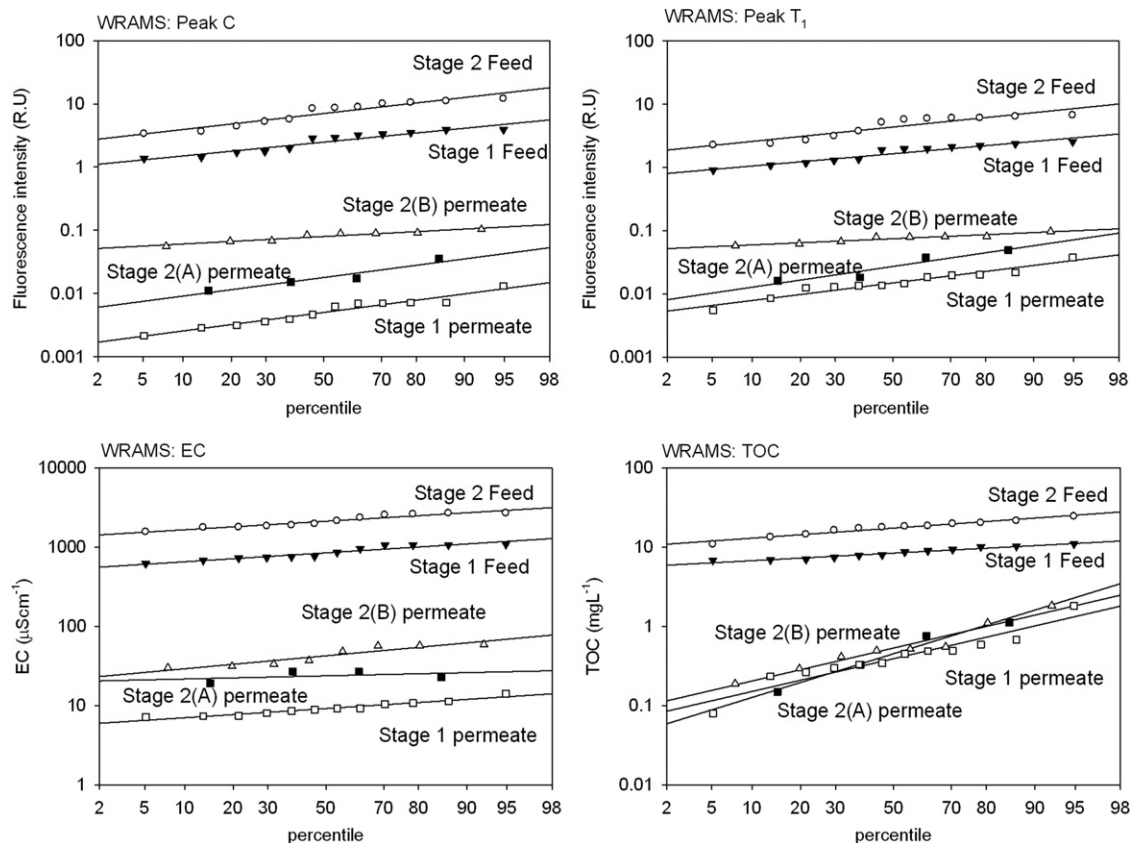 WRAMS: Peak C
100
10
1
0.1
0.01
0.001
Fluorescence intensity (R.U)
Stage 2 Feed
Stage 1 Feed
Stage 2(B) permeate
Stage 2(A) permeate
Stage 1 permeate
2 5 10 20 30 50 70 80 90 95 98
percentile
WRAMS: Peak T₁
100
10
1
0.1
0.01
0.001
Fluorescence intensity (R.U)
Stage 2 Feed
Stage 1 Feed
Stage 2(B) permeate
Stage 2(A) permeate
Stage 1 permeate
2 5 10 20 30 50 70 80 90 95 98
percentile
WRAMS: EC
10000
1000
100
10
1
EC (µScm⁻¹)
Stage 2 Feed
Stage 1 Feed
Stage 2(B) permeate
Stage 2(A) permeate
Stage 1 permeate
2 5 10 20 30 50 70 80 90 95 98
percentile
WRAMS: TOC
100
10
1
0.1
0.01
TOC (mgL⁻¹)
Stage 2 Feed
Stage 1 Feed
Stage 2(B) permeate
Stage 1 permeate
Stage 2(A) permeate
2 5 10 20 30 50 70 80 90 95 98
percentile